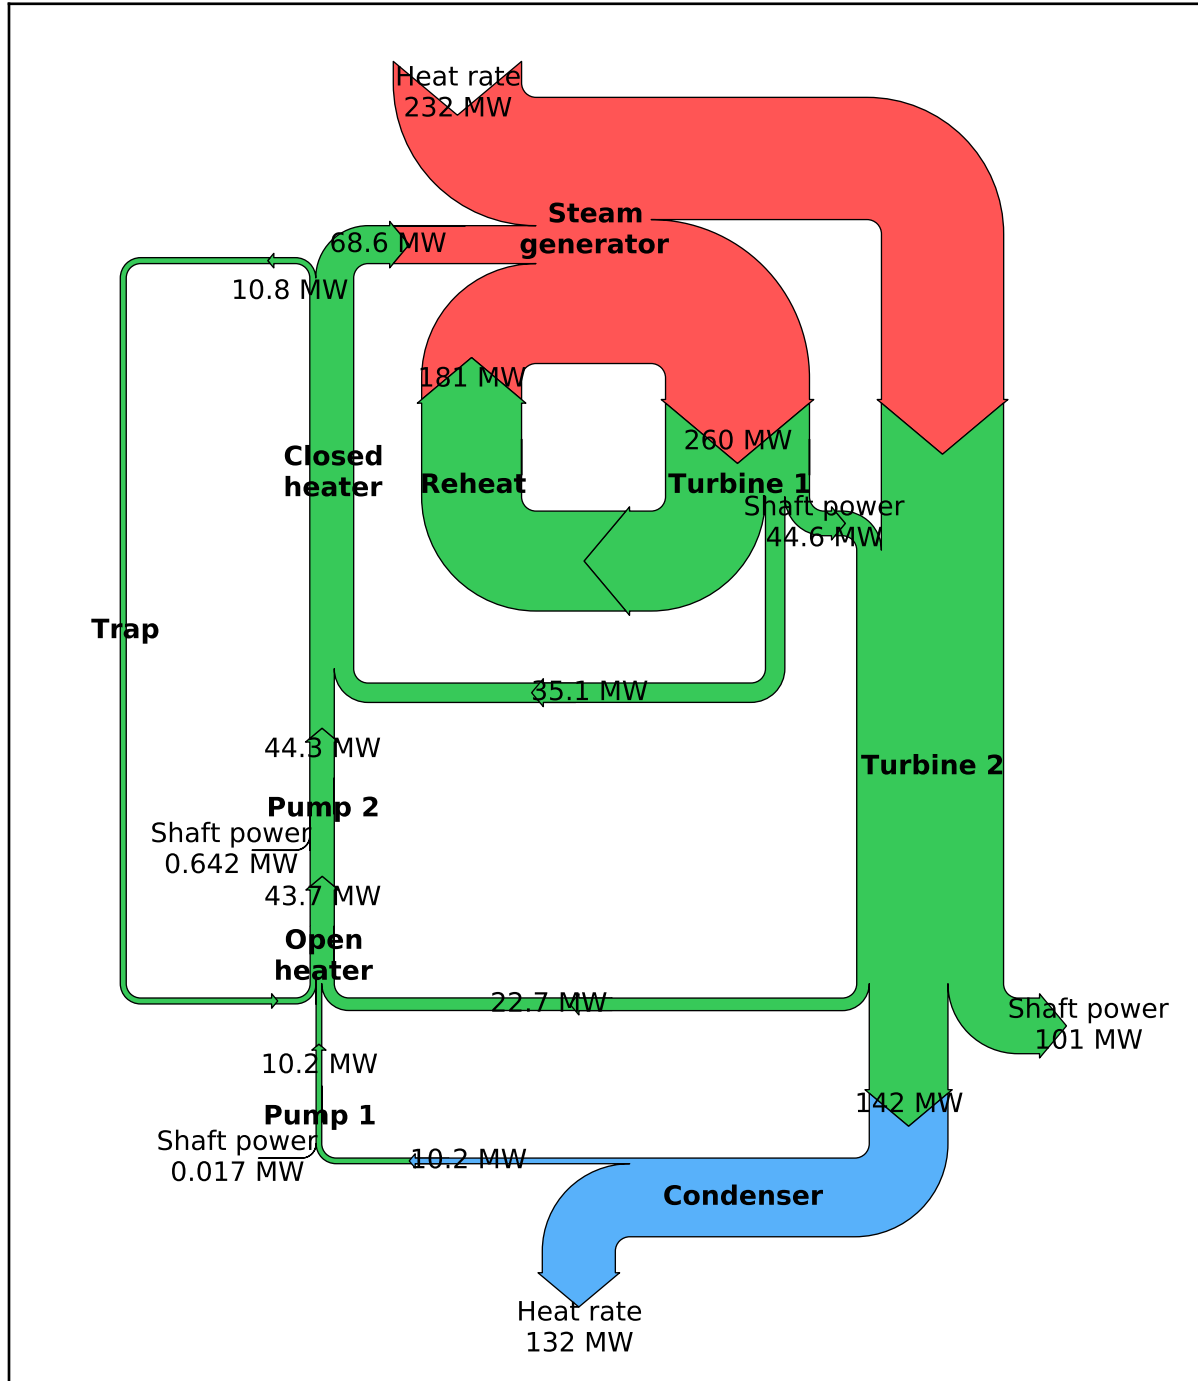 Heat rate
232 MW
Steam
generator
68.6 MW
10.8 MW
181 MW
260 MW
Closed
heater
Reheat
Turbine 1
Shaft power
44.6 MW
Trap
35.1 MW
44.3 MW
Turbine 2
Pump 2
Shaft power
0.642 MW
43.7 MW
Open
heater
22.7 MW
Shaft power
101 MW
10.2 MW
142 MW
Pump 1
Shaft power
0.017 MW
10.2 MW
Condenser
Heat rate
132 MW